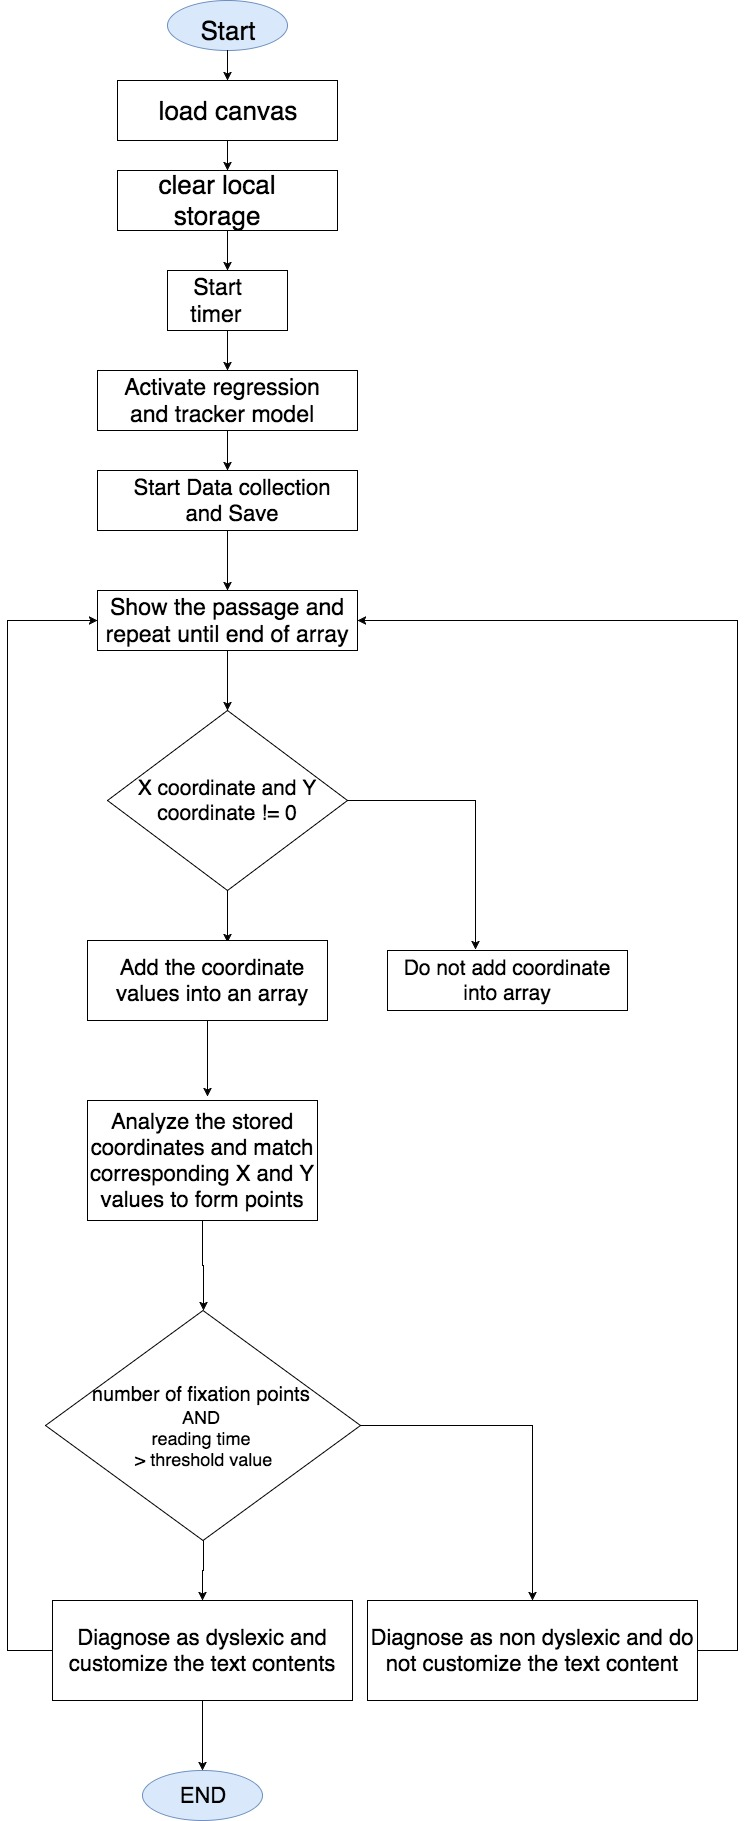 Start
load canvas
clear local
storage
Start
timer
Activate regression
and tracker model
Start Data collection
and Save
Show the passage and
repeat until end of array
X coordinate and Y
coordinate != 0
Add the coordinate
values into an array
Do not add coordinate
into array
Analyze the stored
coordinates and match
corresponding X and Y
values to form points
number of fixation points
AND
reading time
> threshold value
Diagnose as dyslexic and
customize the text contents
Diagnose as non dyslexic and do
not customize the text content
END